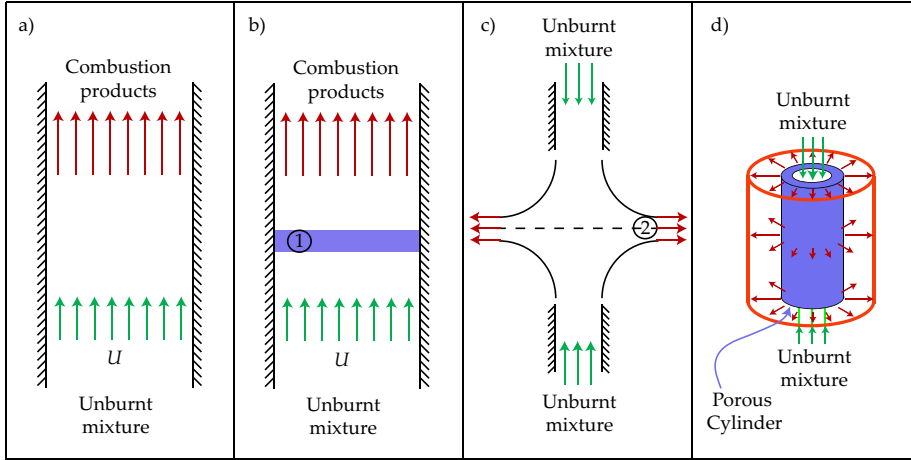 a)
Combustion
products
U
Unburnt
mixture
b)
Combustion
products
1
U
Unburnt
mixture
c)
Unburnt
mixture
2
Unburnt
mixture
d)
Unburnt
mixture
Unburnt
mixture
Porous
Cylinder